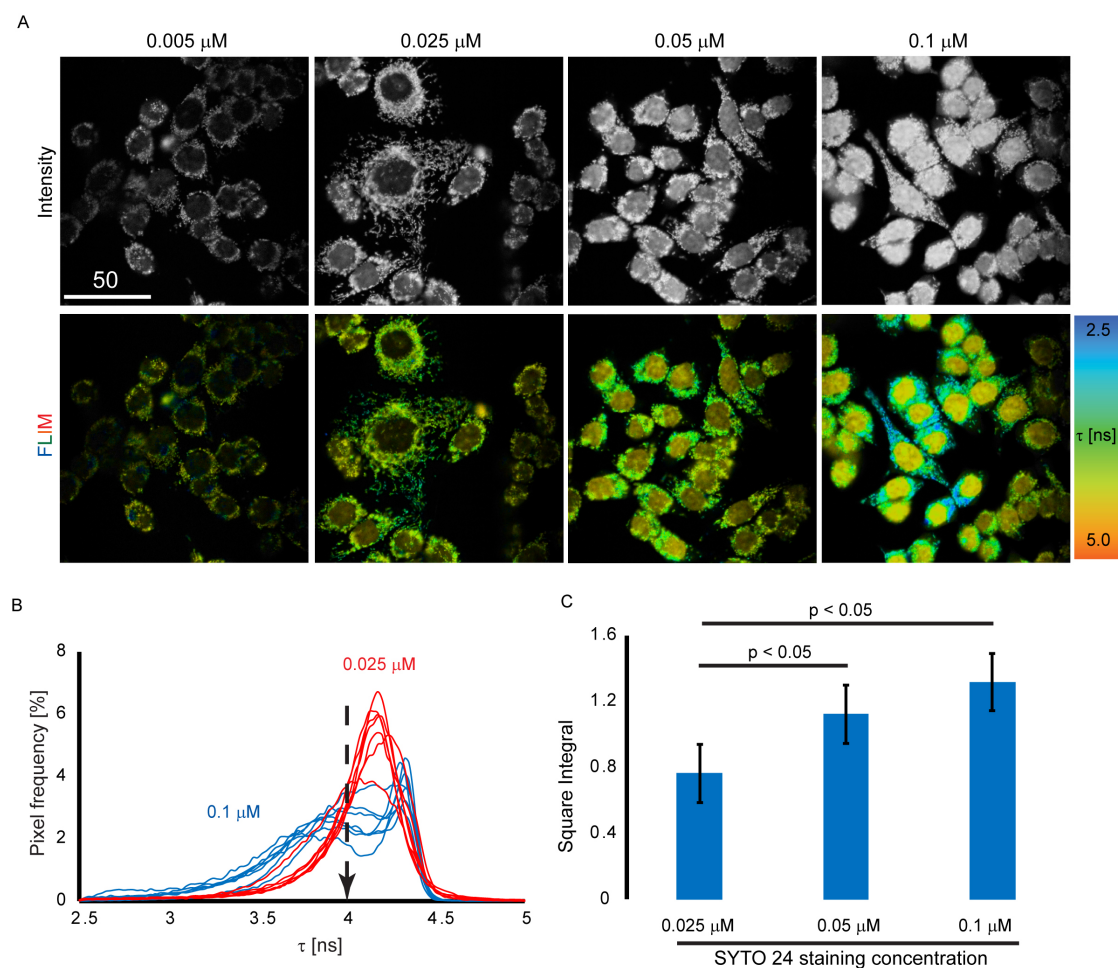 A
0.005 μM
0.025 μM
0.05 μM
0.1 μM
Intensity
50
FLIM
2.5
τ [ns]
5.0
B
Pixel frequency [%]
8
6
4
2
0
0.025 μM
0.1 μM
2.5
3
3.5
4
4.5
5
τ [ns]
C
Square Integral
1.6
1.2
0.8
0.4
0
p < 0.05
p < 0.05
0.025 μM
0.05 μM
0.1 μM
SYTO 24 staining concentration